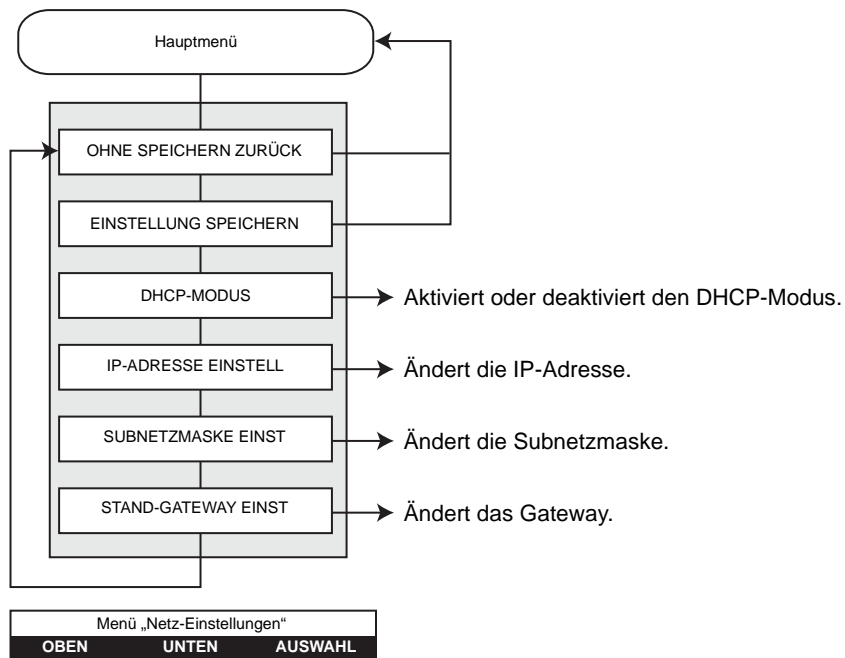 Hauptmenü
OHNE SPEICHERN ZURÜCK
EINSTELLUNG SPEICHERN
DHCP-MODUS
Aktiviert oder deaktiviert den DHCP-Modus.
IP-ADRESSE EINSTELL
Ändert die IP-Adresse.
SUBNETZMASKE EINST
Ändert die Subnetzmaske.
STAND-GATEWAY EINST
Ändert das Gateway.
Menü „Netz-Einstellungen“
OBEN UNTEN AUSWAHL